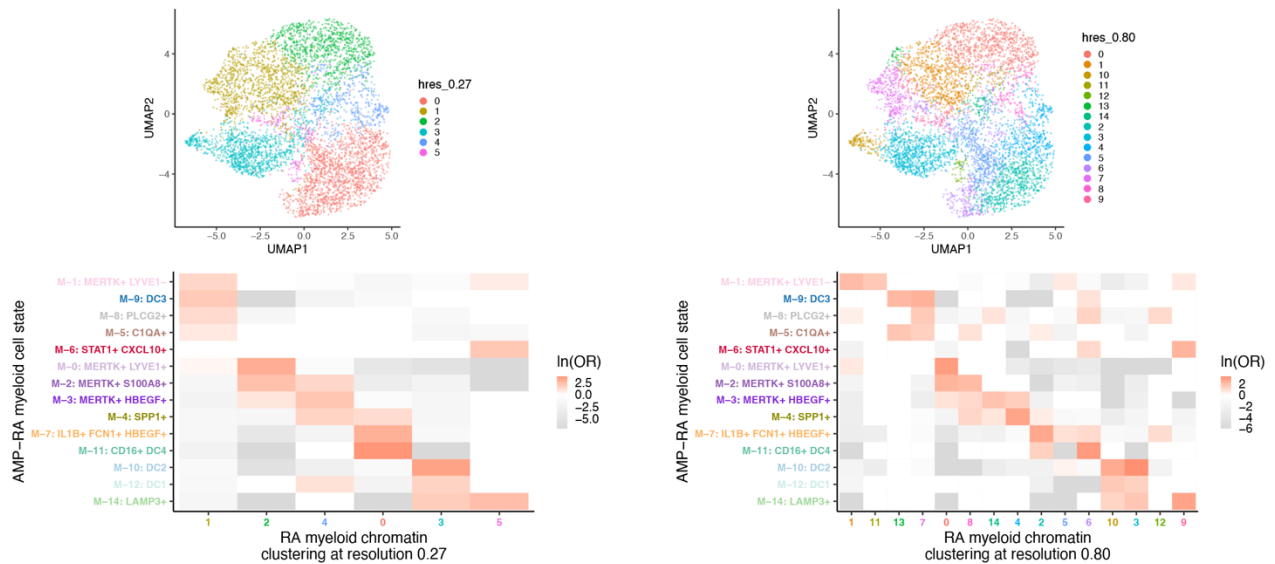 hres_0.27
0
1
2
3
4
5
UMAP2
4
0
−4
−5.0
−2.5
0.0
2.5
5.0
UMAP1
hres_0.80
0
1
10
11
12
13
14
2
3
4
5
6
7
8
9
UMAP2
4
0
−4
−5.0
−2.5
0.0
2.5
5.0
UMAP1
AMP−RA myeloid cell state
M−1: MERTK+ LYVE1−
M−9: DC3
M−8: PLCG2+
M−5: C1QA+
M−6: STAT1+ CXCL10+
M−0: MERTK+ LYVE1+
M−2: MERTK+ S100A8+
M−3: MERTK+ HBEGF+
M−4: SPP1+
M−7: IL1B+ FCN1+ HBEGF+
M−11: CD16+ DC4
M−10: DC2
M−12: DC1
M−14: LAMP3+
1 2 4 0 3 5
RA myeloid chromatin
clustering at resolution 0.27
ln(OR)
2.5
0.0
−2.5
−5.0
AMP−RA myeloid cell state
M−1: MERTK+ LYVE1−
M−9: DC3
M−8: PLCG2+
M−5: C1QA+
M−6: STAT1+ CXCL10+
M−0: MERTK+ LYVE1+
M−2: MERTK+ S100A8+
M−3: MERTK+ HBEGF+
M−4: SPP1+
M−7: IL1B+ FCN1+ HBEGF+
M−11: CD16+ DC4
M−10: DC2
M−12: DC1
M−14: LAMP3+
1 11 13 7 0 8 14 4 2 5 6 10 3 12 9
RA myeloid chromatin
clustering at resolution 0.80
ln(OR)
2
0
−2
−4
−6